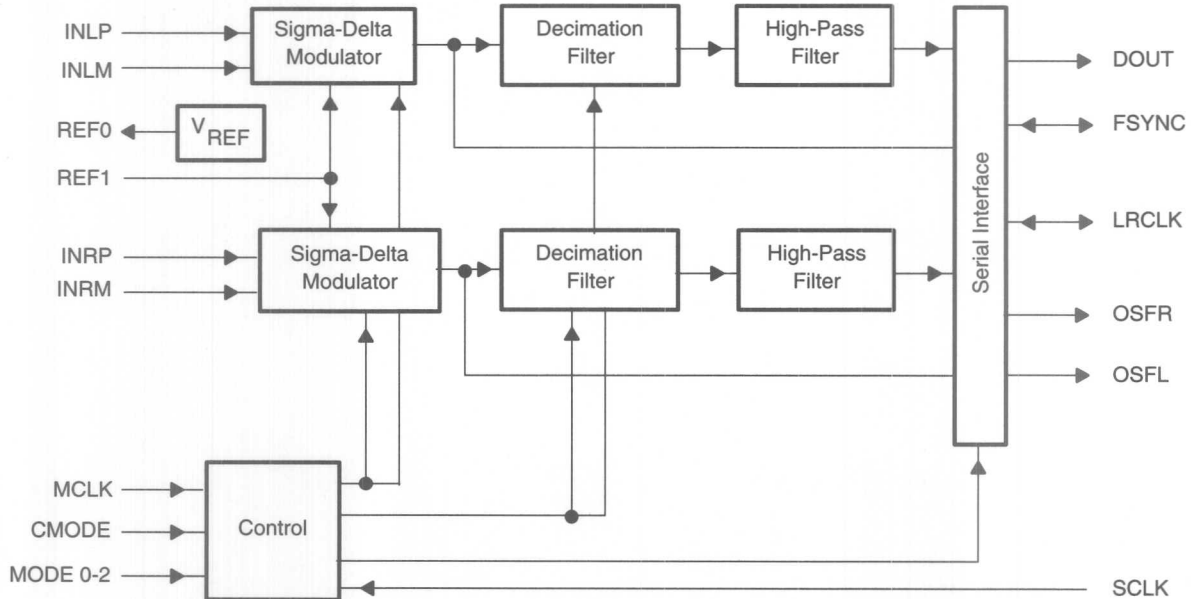 INLP
INLM
REF0
REF1
INRP
INRM
MCLK
CMODE
MODE 0-2
Sigma-Delta
Modulator
VREF
Sigma-Delta
Modulator
Control
Decimation
Filter
High-Pass
Filter
Decimation
Filter
High-Pass
Filter
Serial Interface
DOUT
FSYNC
LRCLK
OSFR
OSFL
SCLK